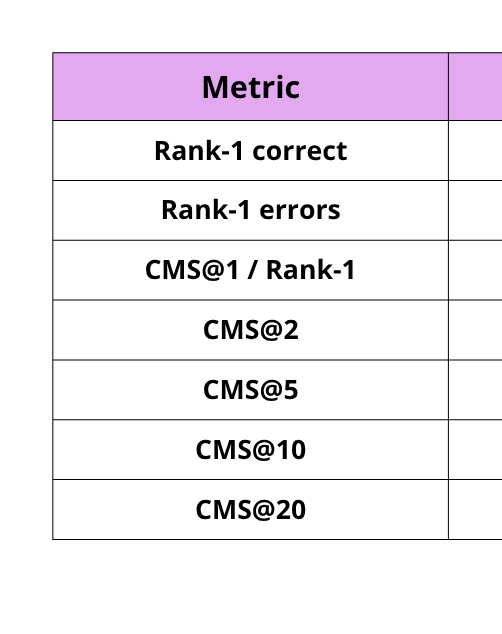 Metric
Rank-1 correct
Rank-1 errors
CMS@1 / Rank-1
CMS@2
CMS@5
CMS@10
CMS@20